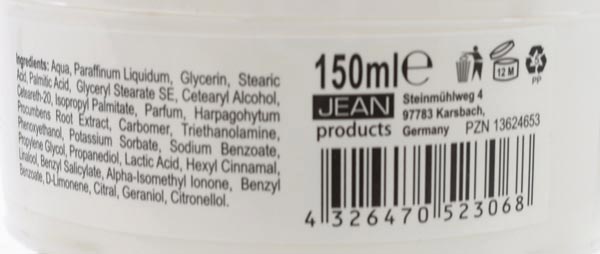 Ingredients: Aqua, Paraffinum Liquidum, Glycerin, Stearic
Acid, Palmitic Acid, Glyceryl Stearate SE, Cetearyl Alcohol,
Ceteareth-20, Isopropyl Palmitate, Parfum, Harpagohytum
Procumbens Root Extract, Carbomer, Triethanolamine,
Phenoxyethanol, Potassium Sorbate, Sodium Benzoate,
Propylene Glycol, Propanediol, Lactic Acid, Hexyl Cinnamal,
Linalool, Benzyl Salicylate, Alpha-Isomethyl Ionone, Benzyl
Benzoate, D-Limonene, Citral, Geraniol, Citronellol.
150ml℮
12 M
PP
JEAN
products
Steinmühlweg 4
97783 Karsbach,
Germany PZN 13624653
4 326470 523068